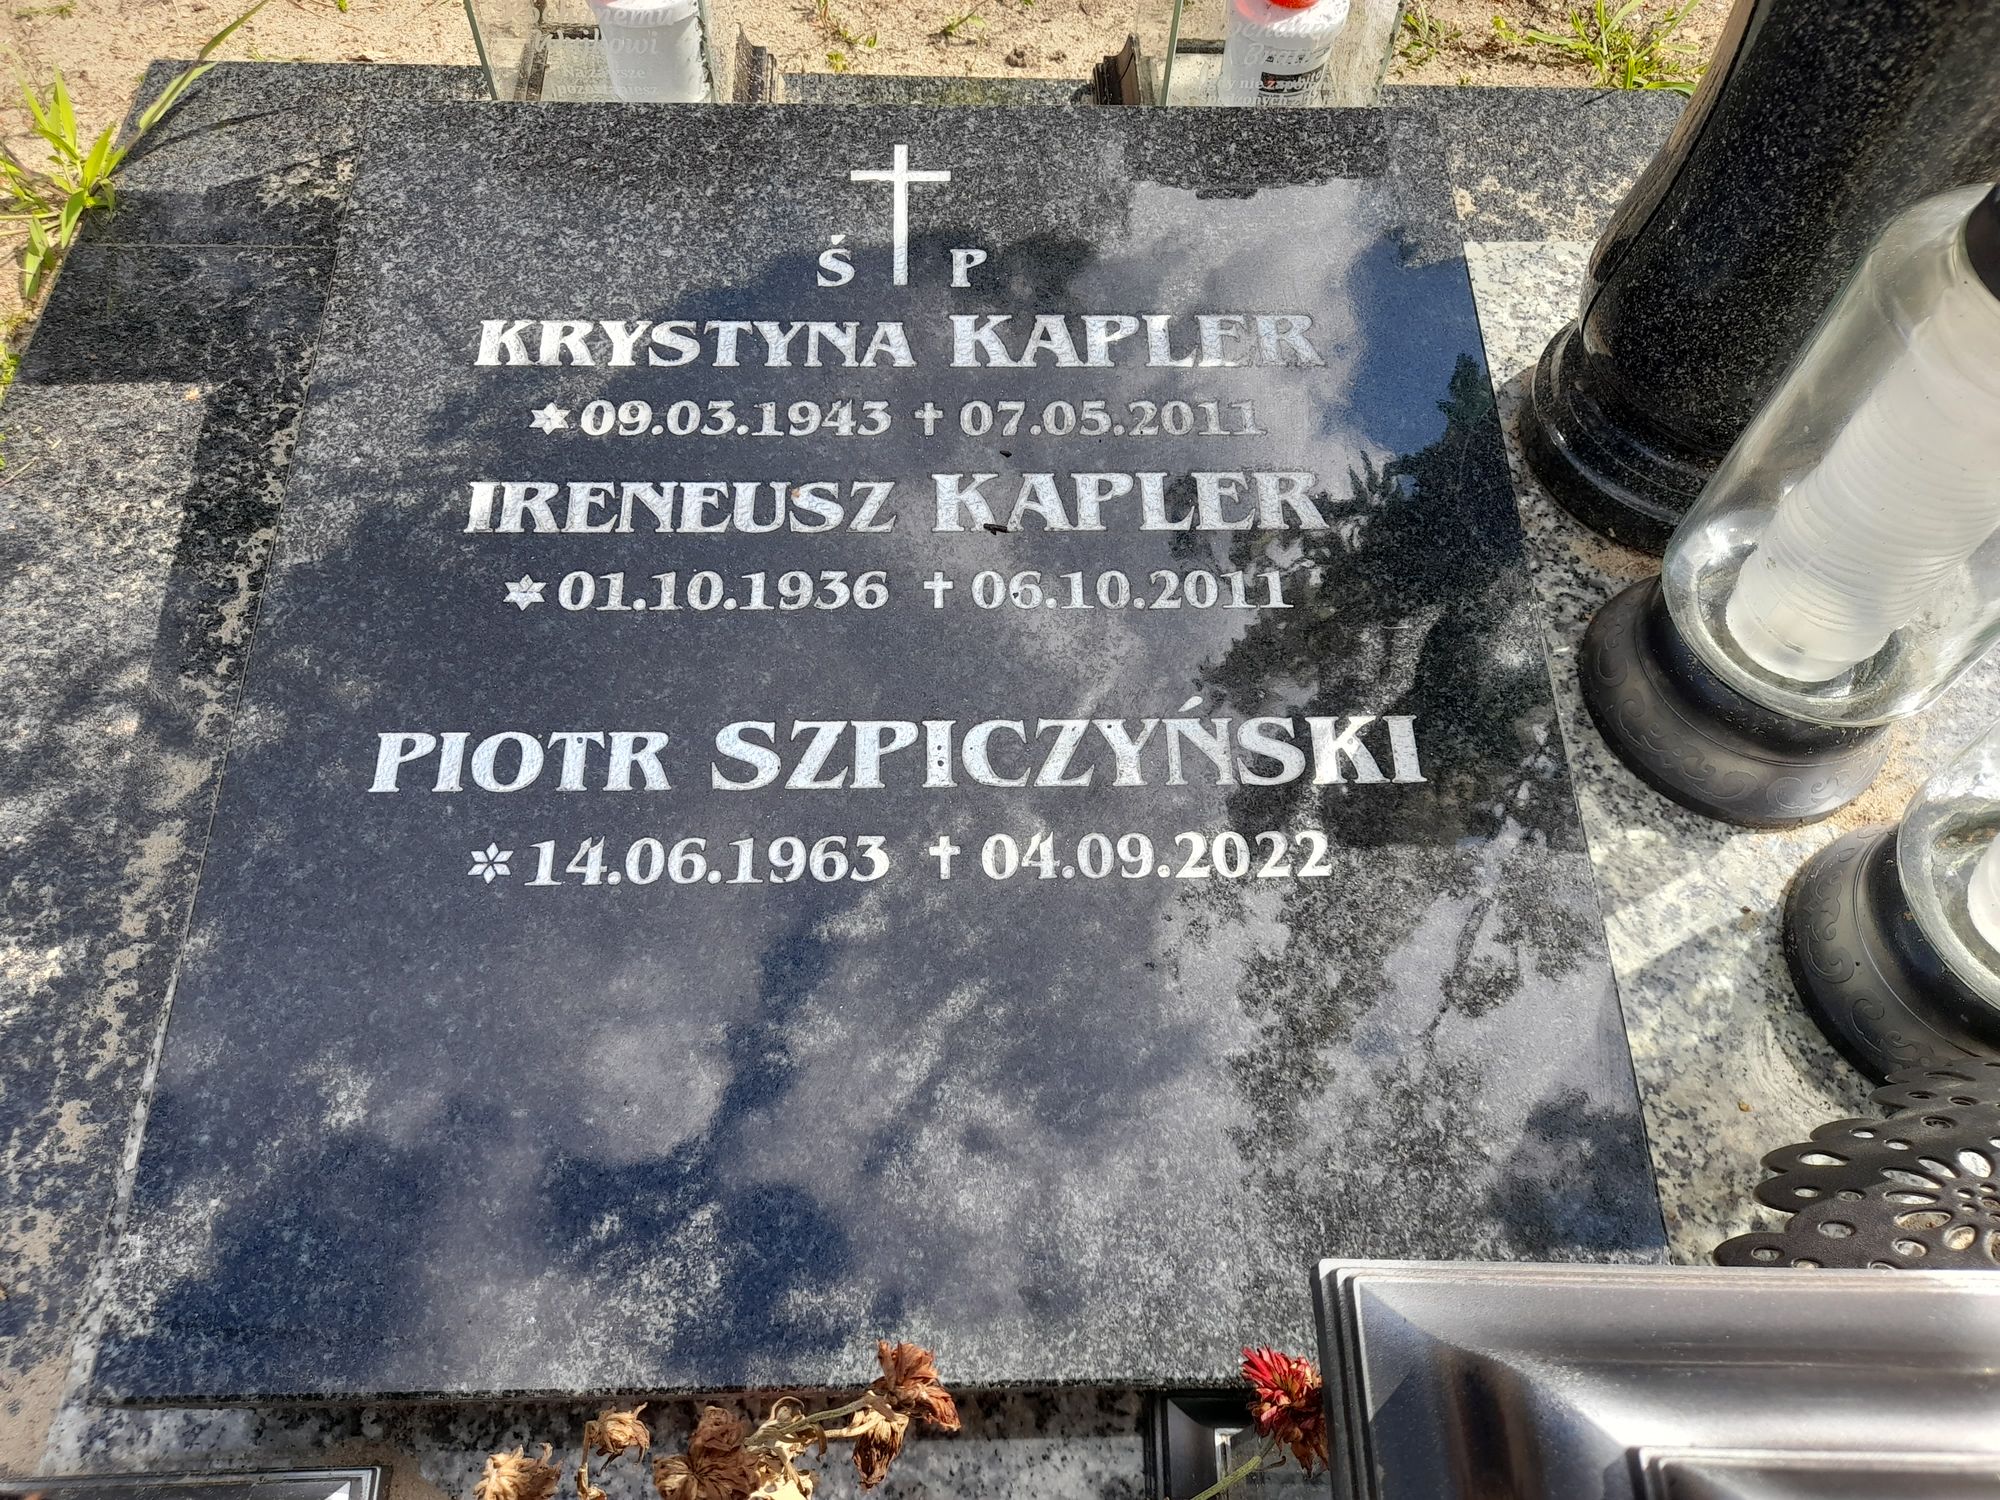 Ś P
KRYSTYNA KAPLER
09.03.1943 † 07.05.2011
IRENEUSZ KAPLER
01.10.1936 † 06.10.2011
PIOTR SZPICZYŃSKI
14.06.1963 † 04.09.2022
pozostaniesz